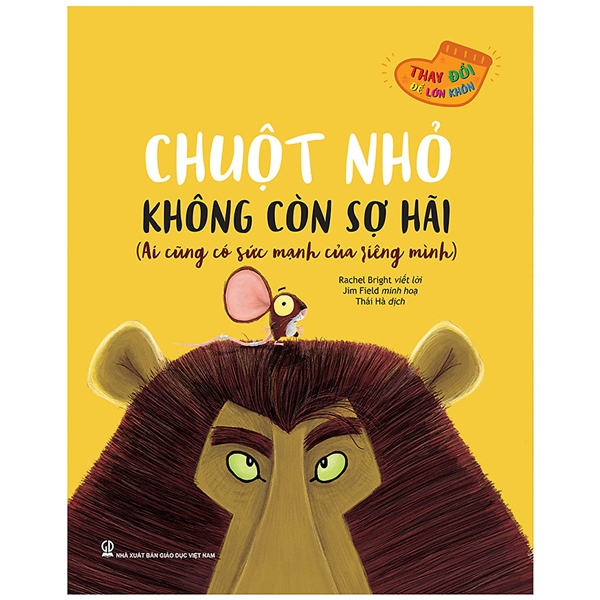 THAY ĐỔI
ĐỂ LỚN KHÔN
CHUỘT NHỎ
KHÔNG CÒN SỢ HÃI
(Ai cũng có sức mạnh của riêng mình)
Rachel Bright viết lời
Jim Field minh hoạ
Thái Hà dịch
NHÀ XUẤT BẢN GIÁO DỤC VIỆT NAM